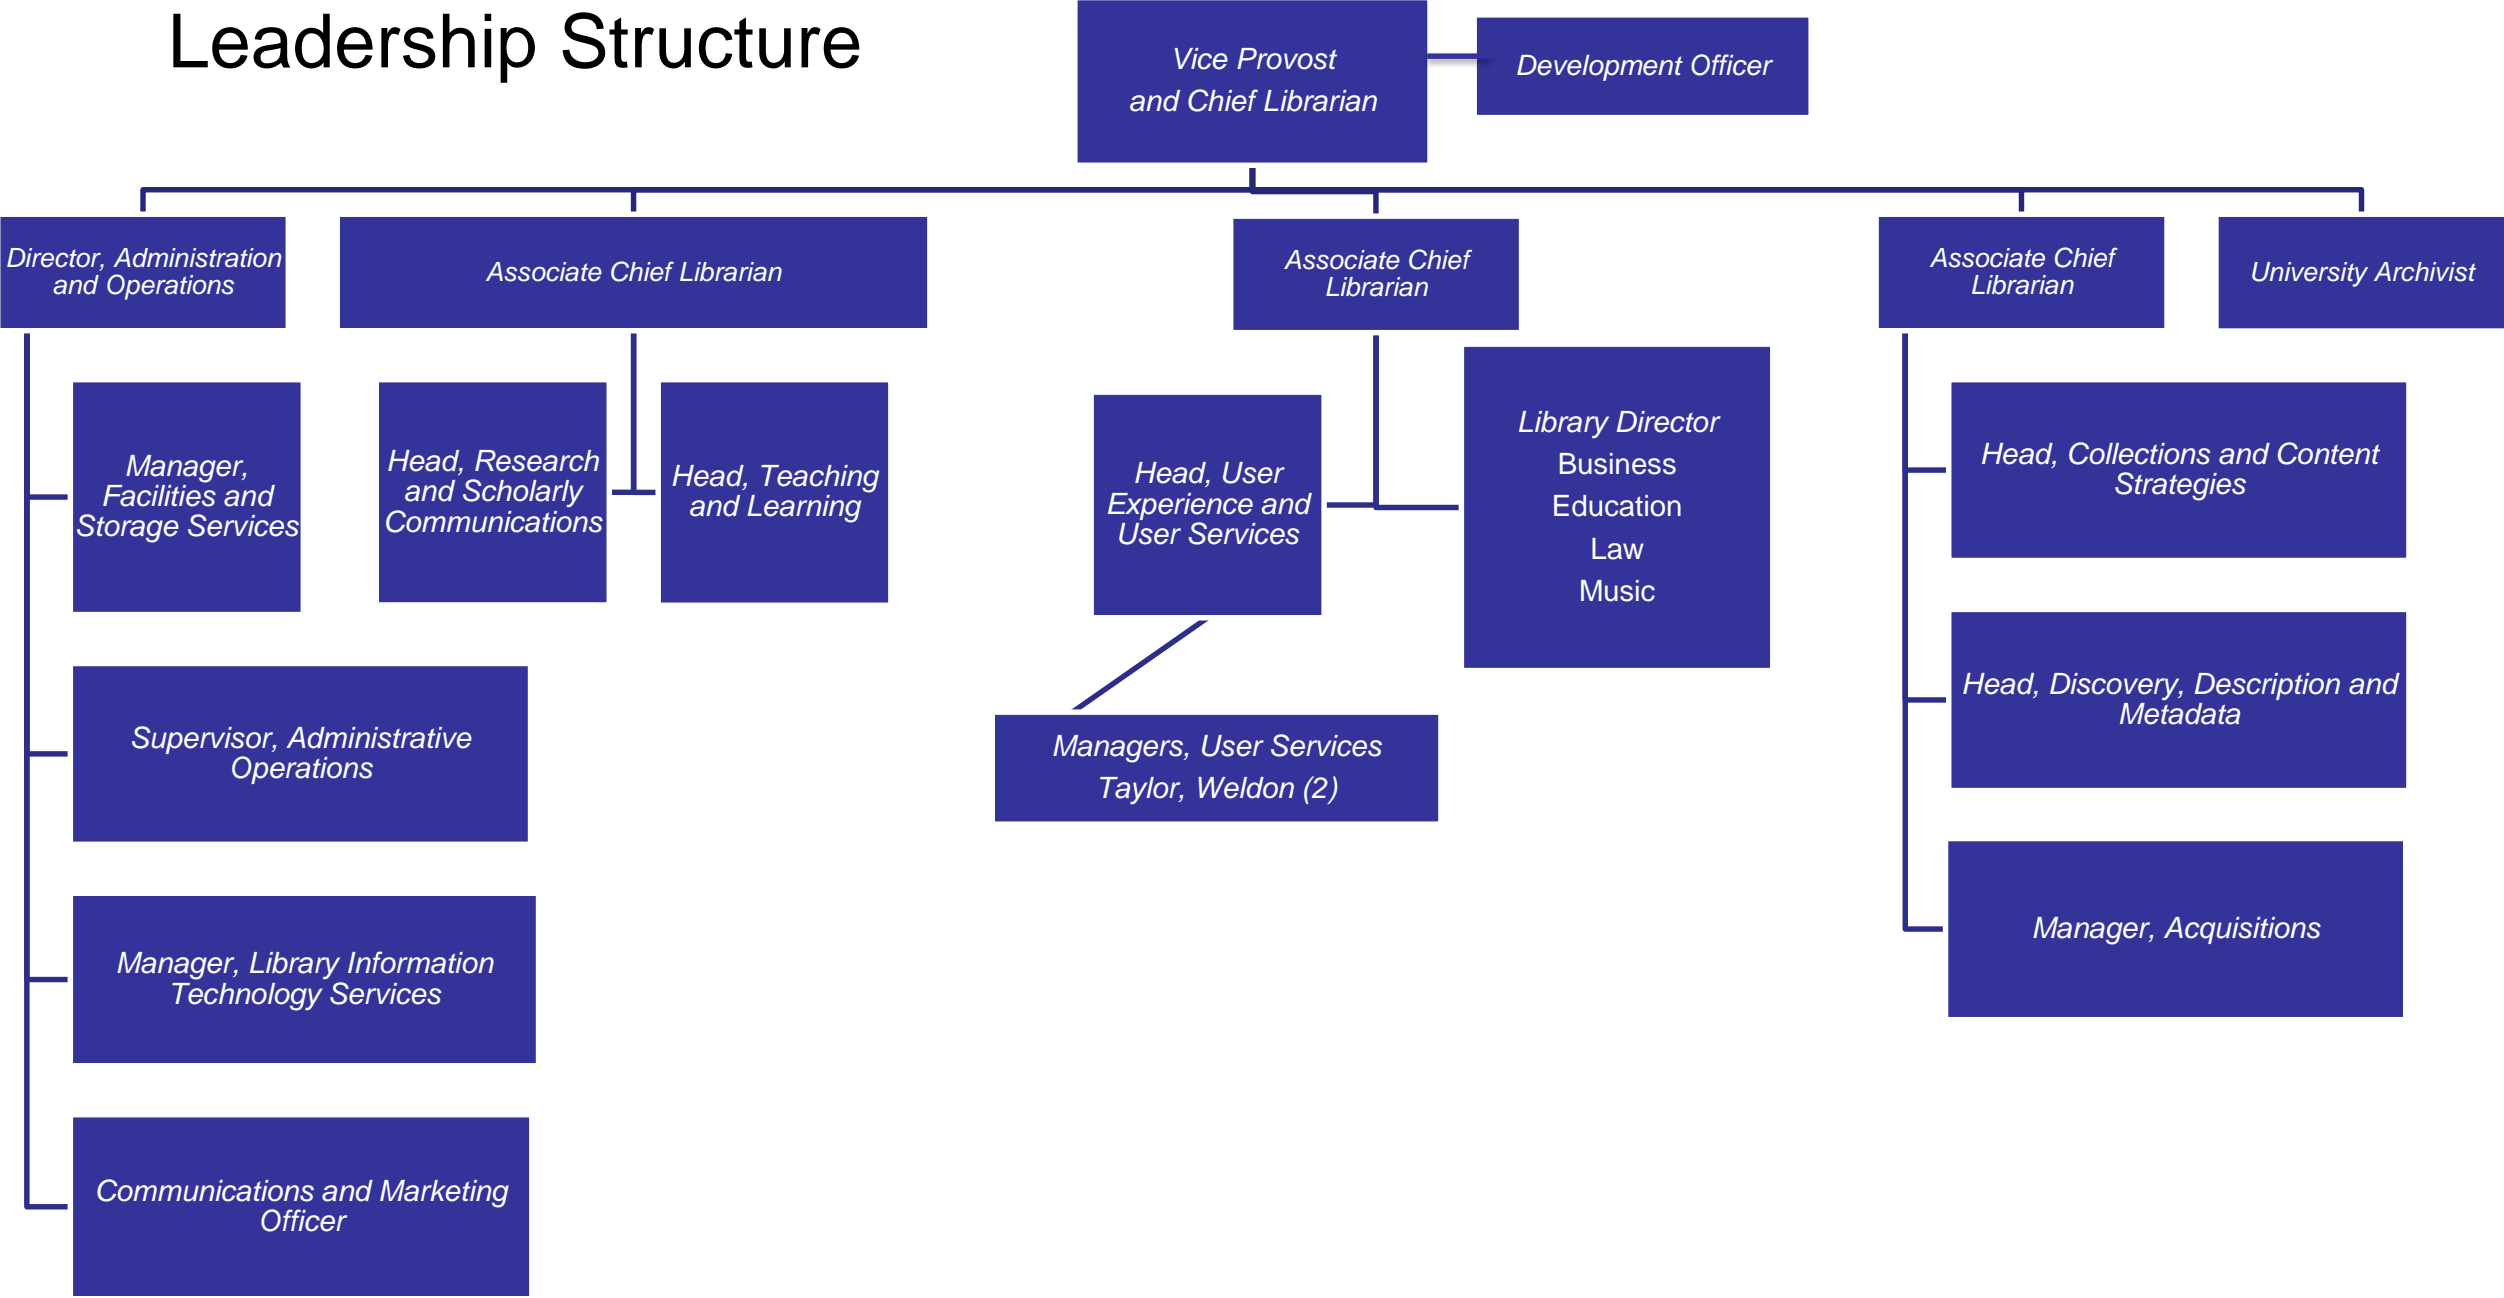 Leadership Structure
Vice Provost
and Chief Librarian
Development Officer
Director, Administration
and Operations
Associate Chief Librarian
Associate Chief
Librarian
Associate Chief
Librarian
University Archivist
Manager,
Facilities and
Storage Services
Head, Research
and Scholarly
Communications
Head, Teaching
and Learning
Head, User
Experience and
User Services
Library Director
Business
Education
Law
Music
Head, Collections and Content
Strategies
Supervisor, Administrative
Operations
Managers, User Services
Taylor, Weldon (2)
Head, Discovery, Description and
Metadata
Manager, Library Information
Technology Services
Manager, Acquisitions
Communications and Marketing
Officer